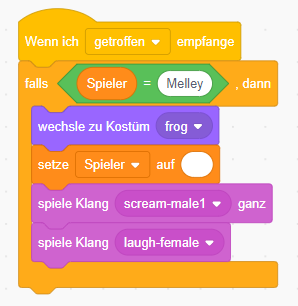 Wenn ich getroffen empfange
falls Spieler = Melley , dann
wechsle zu Kostüm frog
setze Spieler auf
spiele Klang scream-male1 ganz
spiele Klang laugh-female